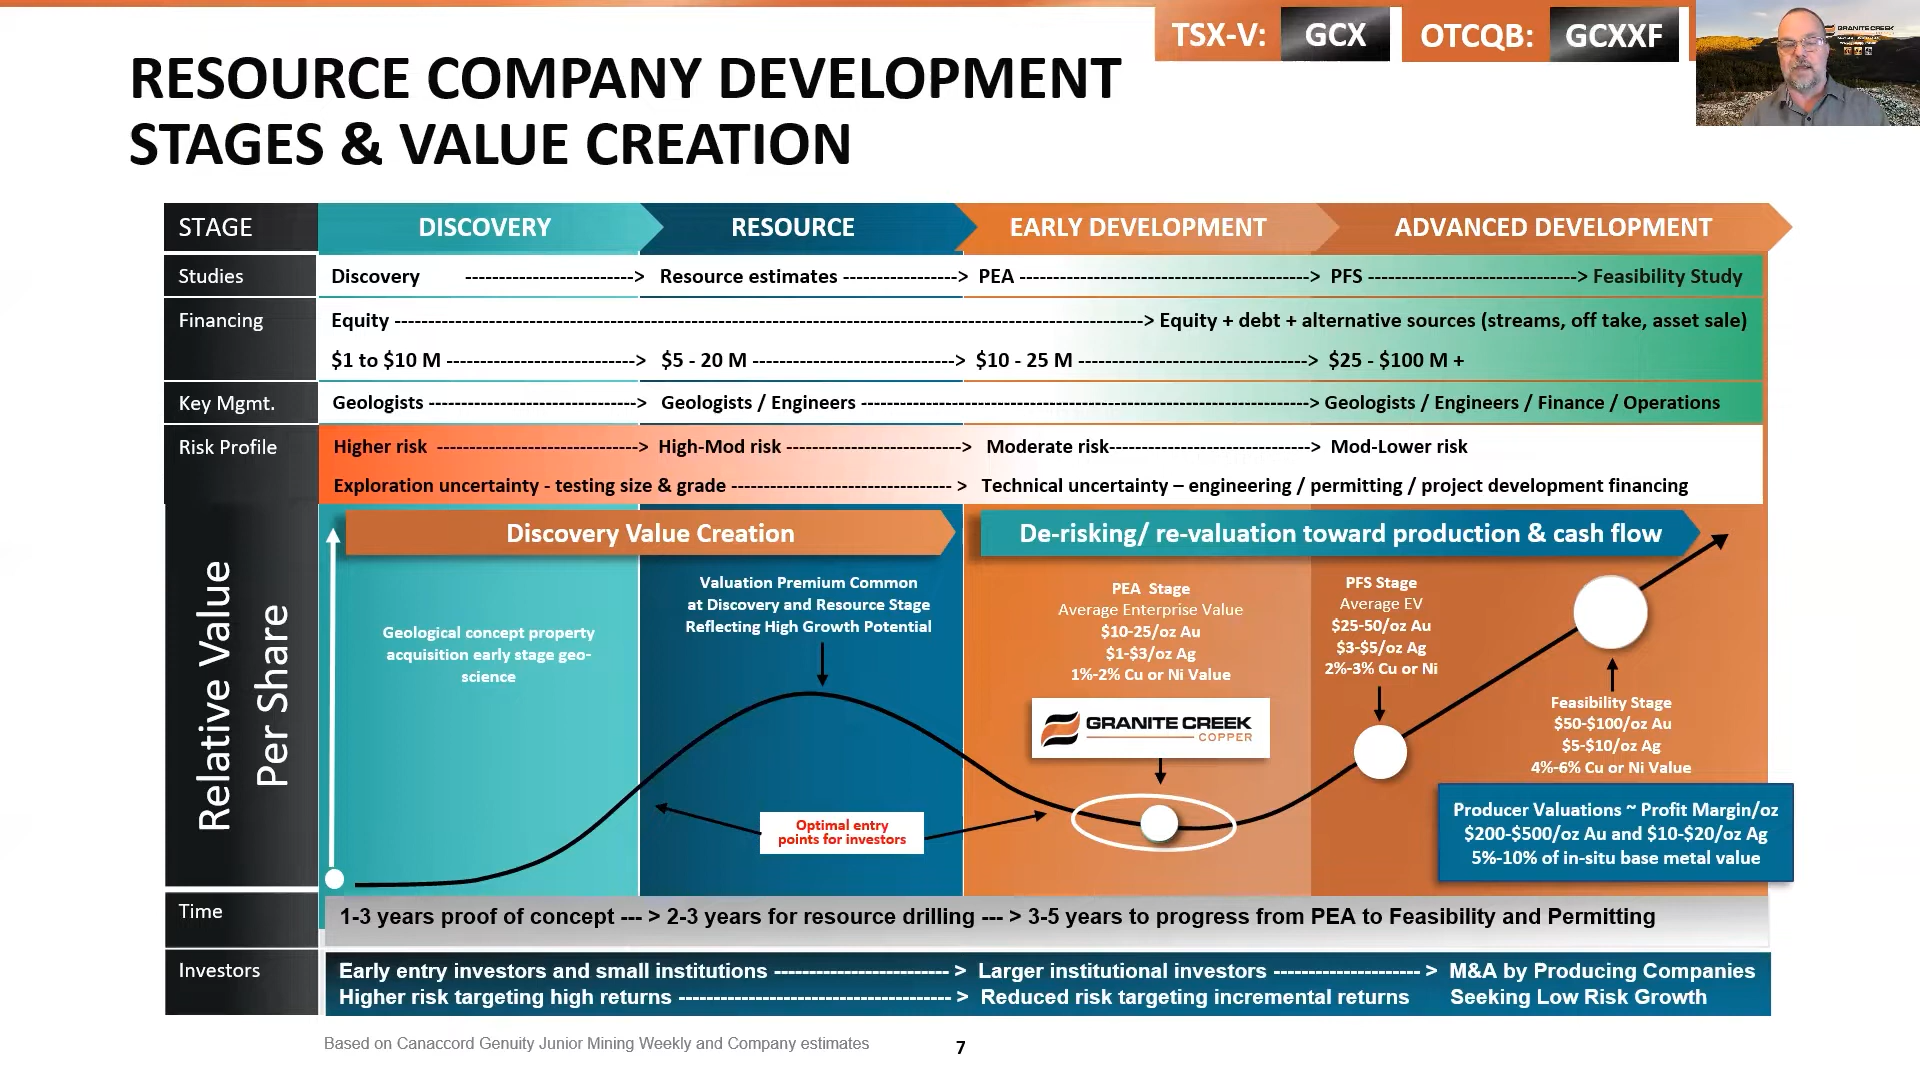 TSX-V: GCX OTCQB: GCXXF
GRANITE CREEK
RESOURCE COMPANY DEVELOPMENT
STAGES & VALUE CREATION
STAGE DISCOVERY RESOURCE EARLY DEVELOPMENT ADVANCED DEVELOPMENT
Studies Discovery -------------------------> Resource estimates -----------------> PEA -------------------------------------------> PFS -------------------------------> Feasibility Study
Financing Equity ----------------------------------------------------------------------------------------------------------------> Equity + debt + alternative sources (streams, off take, asset sale)
$1 to $10 M ----------------------------> $5 - 20 M ------------------------------> $10 - 25 M ----------------------------------> $25 - $100 M +
Key Mgmt. Geologists -------------------------------> Geologists / Engineers -------------------------------------------------------------------> Geologists / Engineers / Finance / Operations
Risk Profile Higher risk -------------------------------> High-Mod risk --------------------------> Moderate risk------------------------------> Mod-Lower risk
Exploration uncertainty - testing size & grade --------------------------------- > Technical uncertainty – engineering / permitting / project development financing
Relative Value
Per Share
Discovery Value Creation
De-risking/ re-valuation toward production & cash flow
Geological concept property
acquisition early stage geo-
science
Valuation Premium Common
at Discovery and Resource Stage
Reflecting High Growth Potential
PEA Stage
Average Enterprise Value
$10-25/oz Au
$1-$3/oz Ag
1%-2% Cu or Ni Value
GRANITE CREEK
COPPER
PFS Stage
Average EV
$25-50/oz Au
$3-$5/oz Ag
2%-3% Cu or Ni
Feasibility Stage
$50-$100/oz Au
$5-$10/oz Ag
4%-6% Cu or Ni Value
Optimal entry
points for investors
Producer Valuations ~ Profit Margin/oz
$200-$500/oz Au and $10-$20/oz Ag
5%-10% of in-situ base metal value
Time 1-3 years proof of concept --- > 2-3 years for resource drilling --- > 3-5 years to progress from PEA to Feasibility and Permitting
Investors Early entry investors and small institutions ------------------------- > Larger institutional investors --------------------- > M&A by Producing Companies
Higher risk targeting high returns --------------------------------------- > Reduced risk targeting incremental returns Seeking Low Risk Growth
Based on Canaccord Genuity Junior Mining Weekly and Company estimates
7